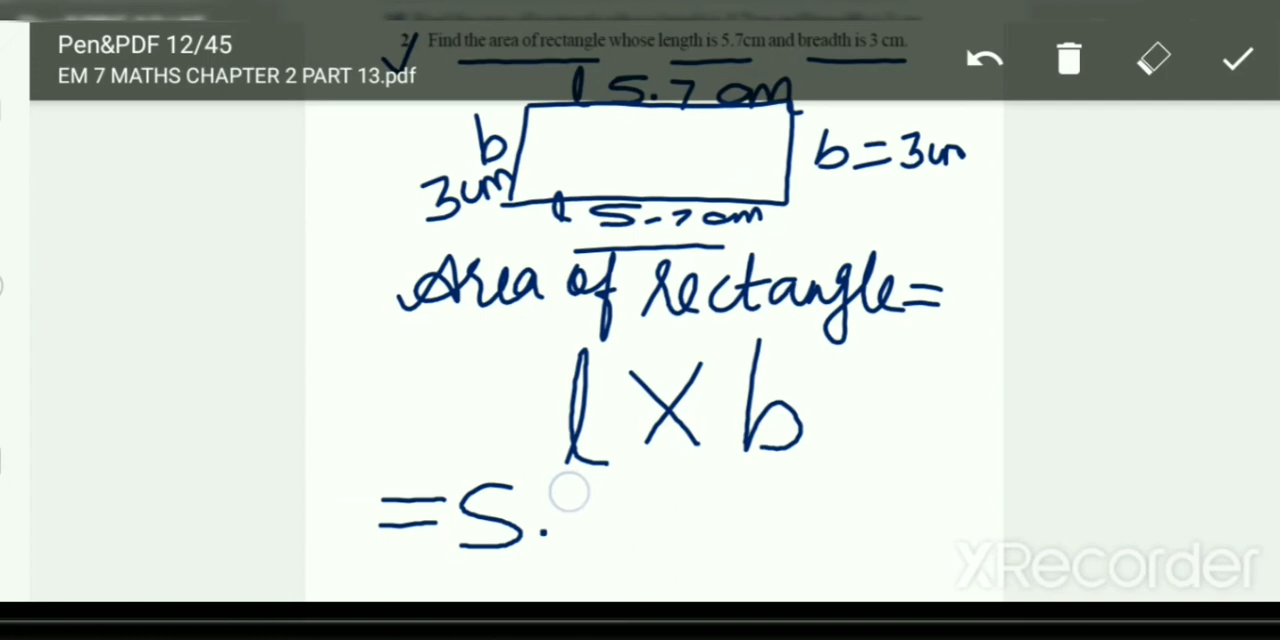 Pen&PDF 12/45
EM 7 MATHS CHAPTER 2 PART 13.pdf
2. Find the area of rectangle whose length is 5.7cm and breadth is 3 cm.
l 5.7 cm
b
3cm
b=3cm
l 5.7cm
Area of rectangle=
l × b
=5.
XRecorder